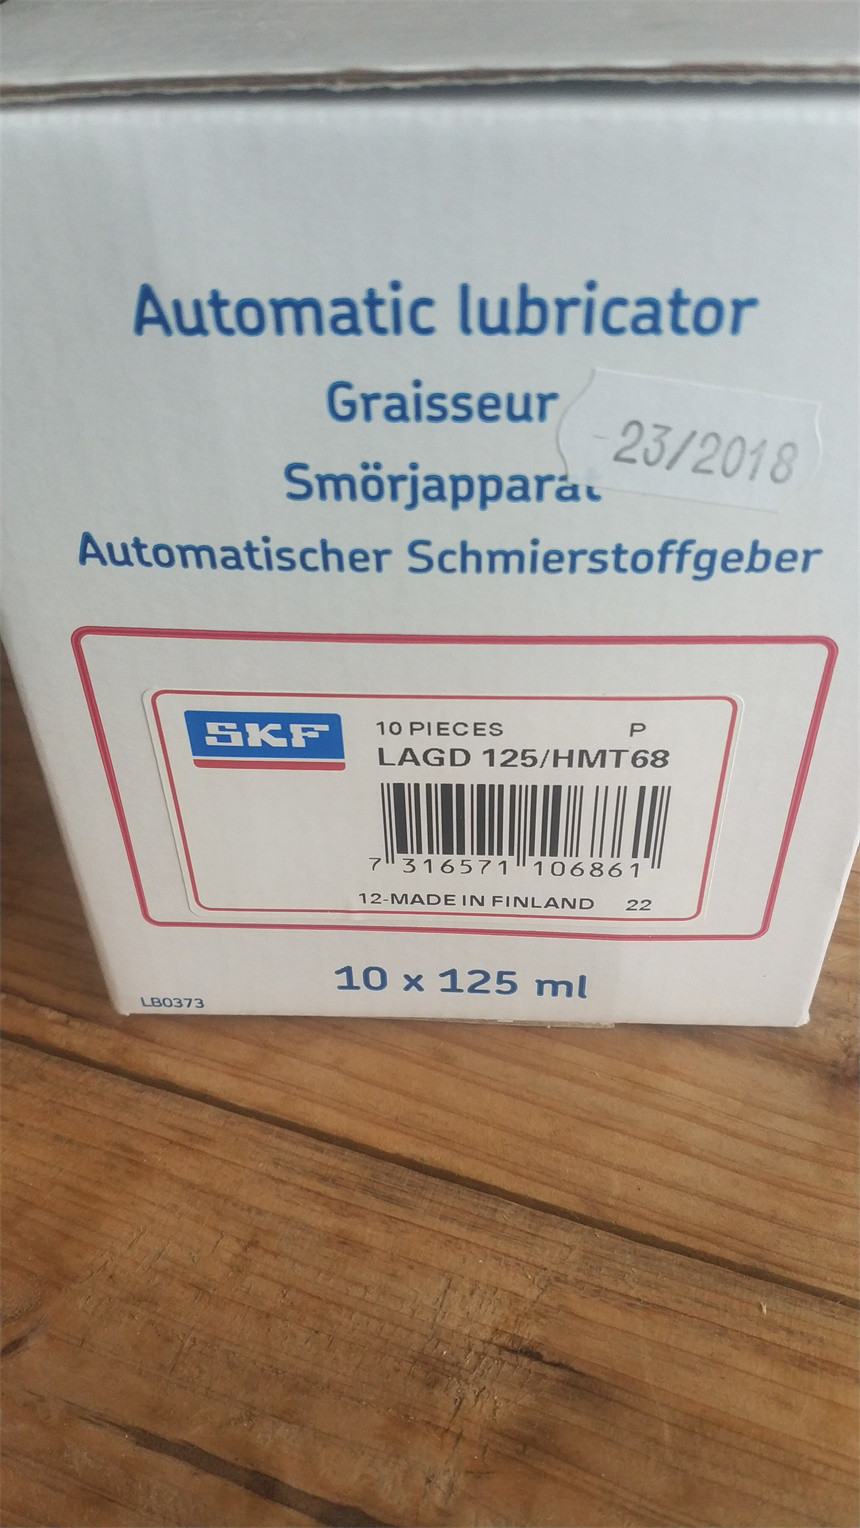 Automatic lubricator
Graisseur
-23/2018
Smörjapparat
Automatischer Schmierstoffgeber
SKF
10 PIECES P
LAGD 125/HMT68
7 316571 106861
12-MADE IN FINLAND 22
10 x 125 ml
LB0373